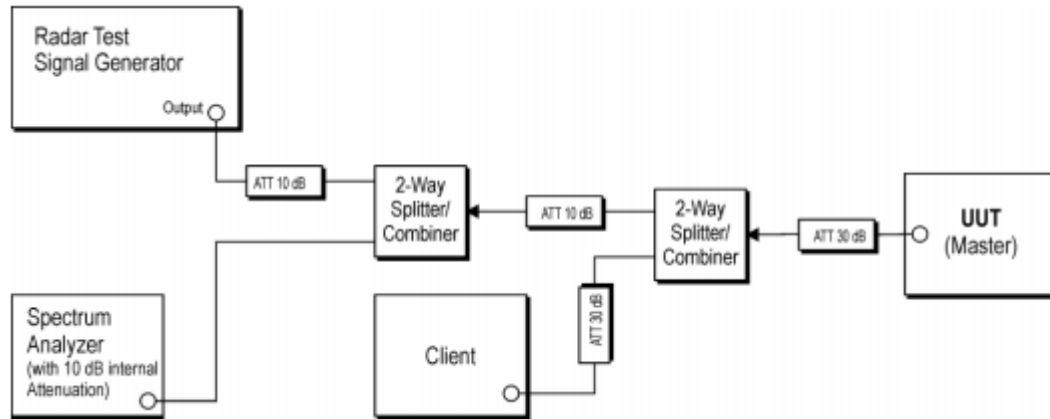 Radar Test
Signal Generator
Output
ATT 10 dB
2-Way
Splitter/
Combiner
ATT 10 dB
2-Way
Splitter/
Combiner
ATT 30 dB
UUT
(Master)
Spectrum
Analyzer
(with 10 dB internal
Attenuation)
Client
ATT 30 dB